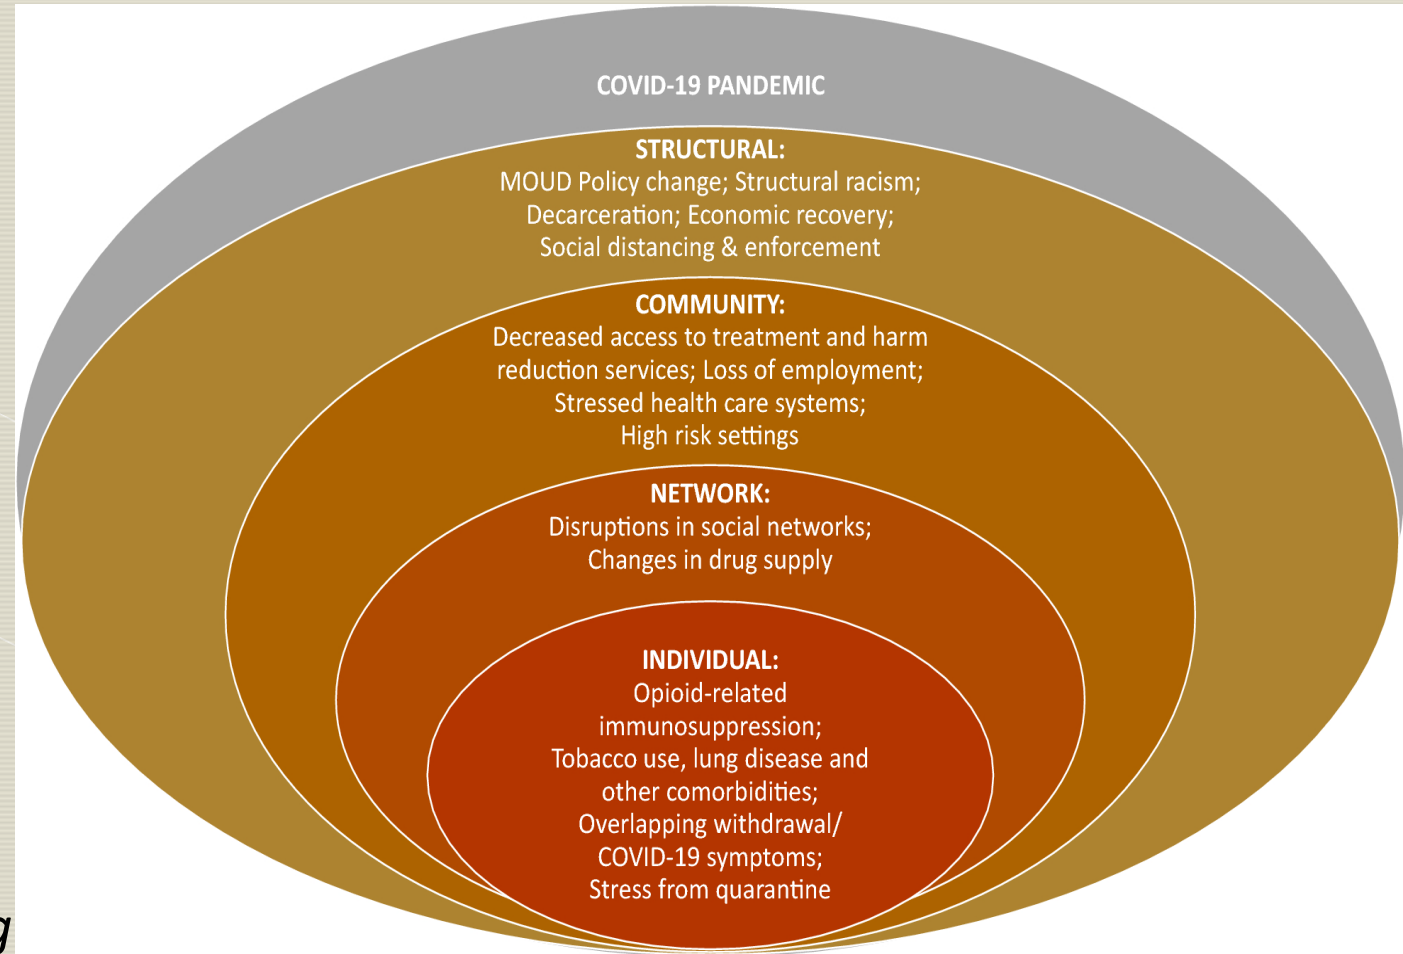 COVID-19 PANDEMIC
STRUCTURAL:
MOUD Policy change; Structural racism;
Decarceration; Economic recovery;
Social distancing & enforcement
COMMUNITY:
Decreased access to treatment and harm
reduction services; Loss of employment;
Stressed health care systems;
High risk settings
NETWORK:
Disruptions in social networks;
Changes in drug supply
INDIVIDUAL:
Opioid-related
immunosuppression;
Tobacco use, lung disease and
other comorbidities;
Overlapping withdrawal/
COVID-19 symptoms;
Stress from quarantine
g